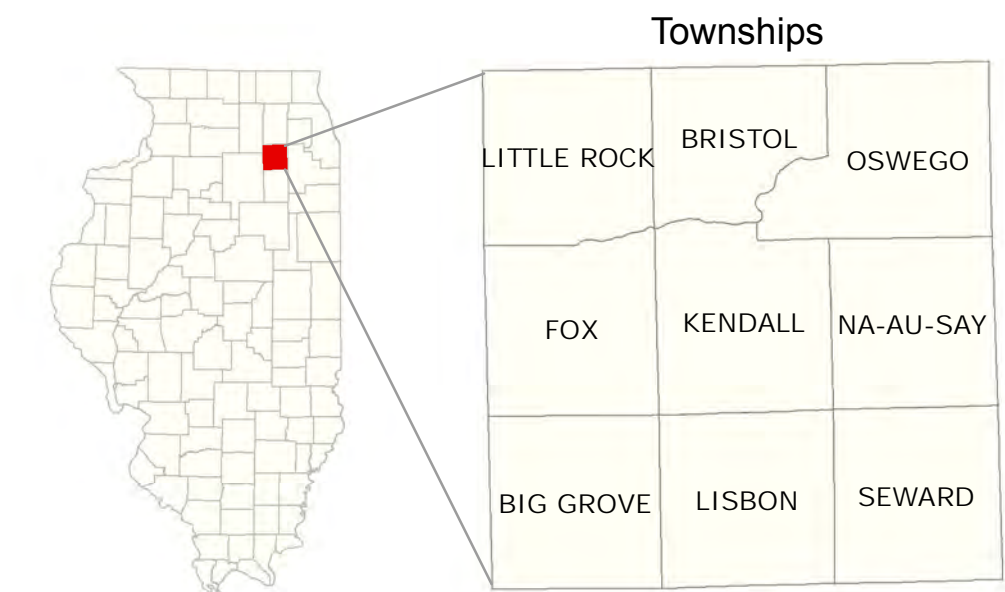 Townships
LITTLE ROCK
BRISTOL
OSWEGO
FOX
KENDALL
NA-AU-SAY
BIG GROVE
LISBON
SEWARD